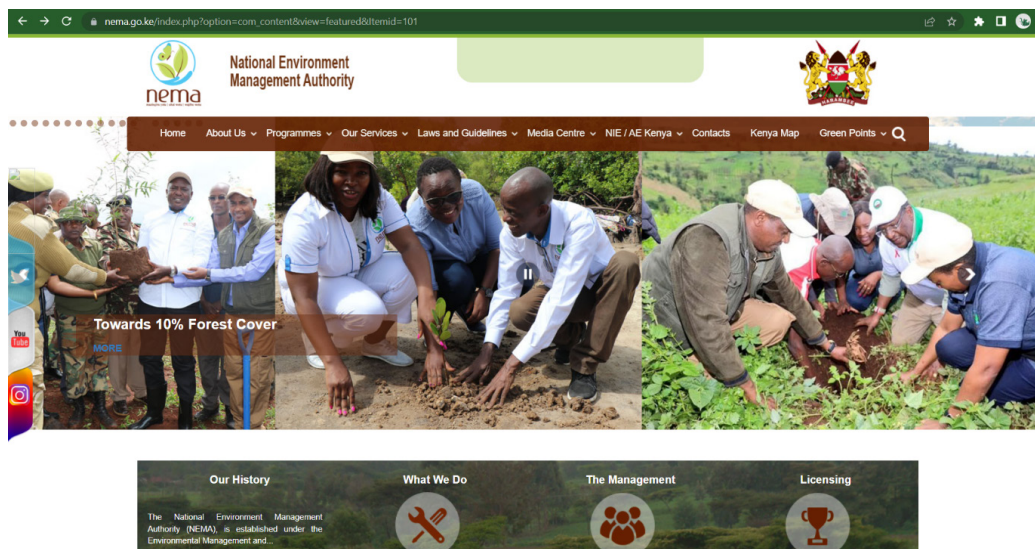 nema.go.ke/index.php?option=com_content&view=featured&Itemid=101
nema
National Environment
Management Authority
HARAMBEE
Home About Us Programmes Our Services Laws and Guidelines Media Centre NIE / AE Kenya Contacts Kenya Map Green Points
Towards 10% Forest Cover
MORE
You
Tube
Our History What We Do The Management Licensing
The National Environment Management
Authority (NEMA), is established under the
Environmental Management and...